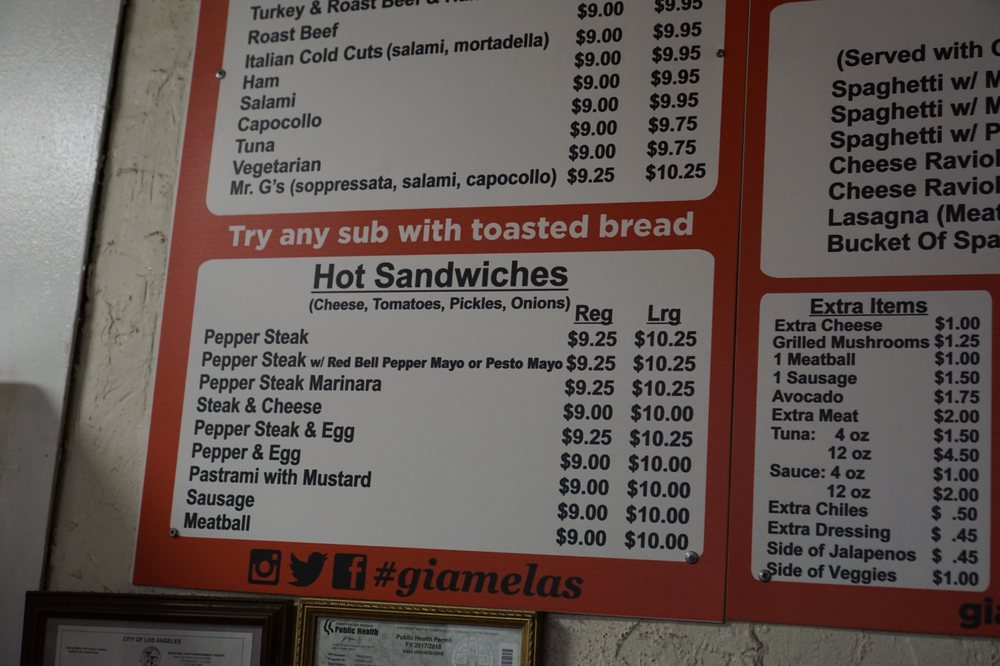 Turkey & Roast Beef & $9.00 $9.95
Roast Beef $9.00 $9.95
Italian Cold Cuts (salami, mortadella) $9.00 $9.95
Ham $9.00 $9.95
Salami $9.00 $9.95
Capocollo $9.00 $9.75
Tuna $9.00 $9.75
Vegetarian
Mr. G's (soppressata, salami, capocollo) $9.25 $10.25
Try any sub with toasted bread
Hot Sandwiches
(Cheese, Tomatoes, Pickles, Onions) Reg Lrg
Pepper Steak $9.25 $10.25
Pepper Steak w/ Red Bell Pepper Mayo or Pesto Mayo $9.25 $10.25
Pepper Steak Marinara $9.25 $10.25
Steak & Cheese $9.00 $10.00
Pepper Steak & Egg $9.25 $10.25
Pepper & Egg $9.00 $10.00
Pastrami with Mustard $9.00 $10.00
Sausage $9.00 $10.00
Meatball $9.00 $10.00
#giamelas
(Served with
Spaghetti w/ M
Spaghetti w/ M
Spaghetti w/ P
Cheese Raviol
Cheese Raviol
Lasagna (Meat
Bucket Of Spa
Extra Items
Extra Cheese $1.00
Grilled Mushrooms $1.25
1 Meatball $1.00
1 Sausage $1.50
Avocado $1.75
Extra Meat $2.00
Tuna: 4 oz $1.50
12 oz $4.50
Sauce: 4 oz $1.00
12 oz $2.00
Extra Chiles $ .50
Extra Dressing $ .45
Side of Jalapenos $ .45
Side of Veggies $1.00
gi
CITY OF LOS ANGELES
Public Health
Public Health Permit
FY 2017/2018